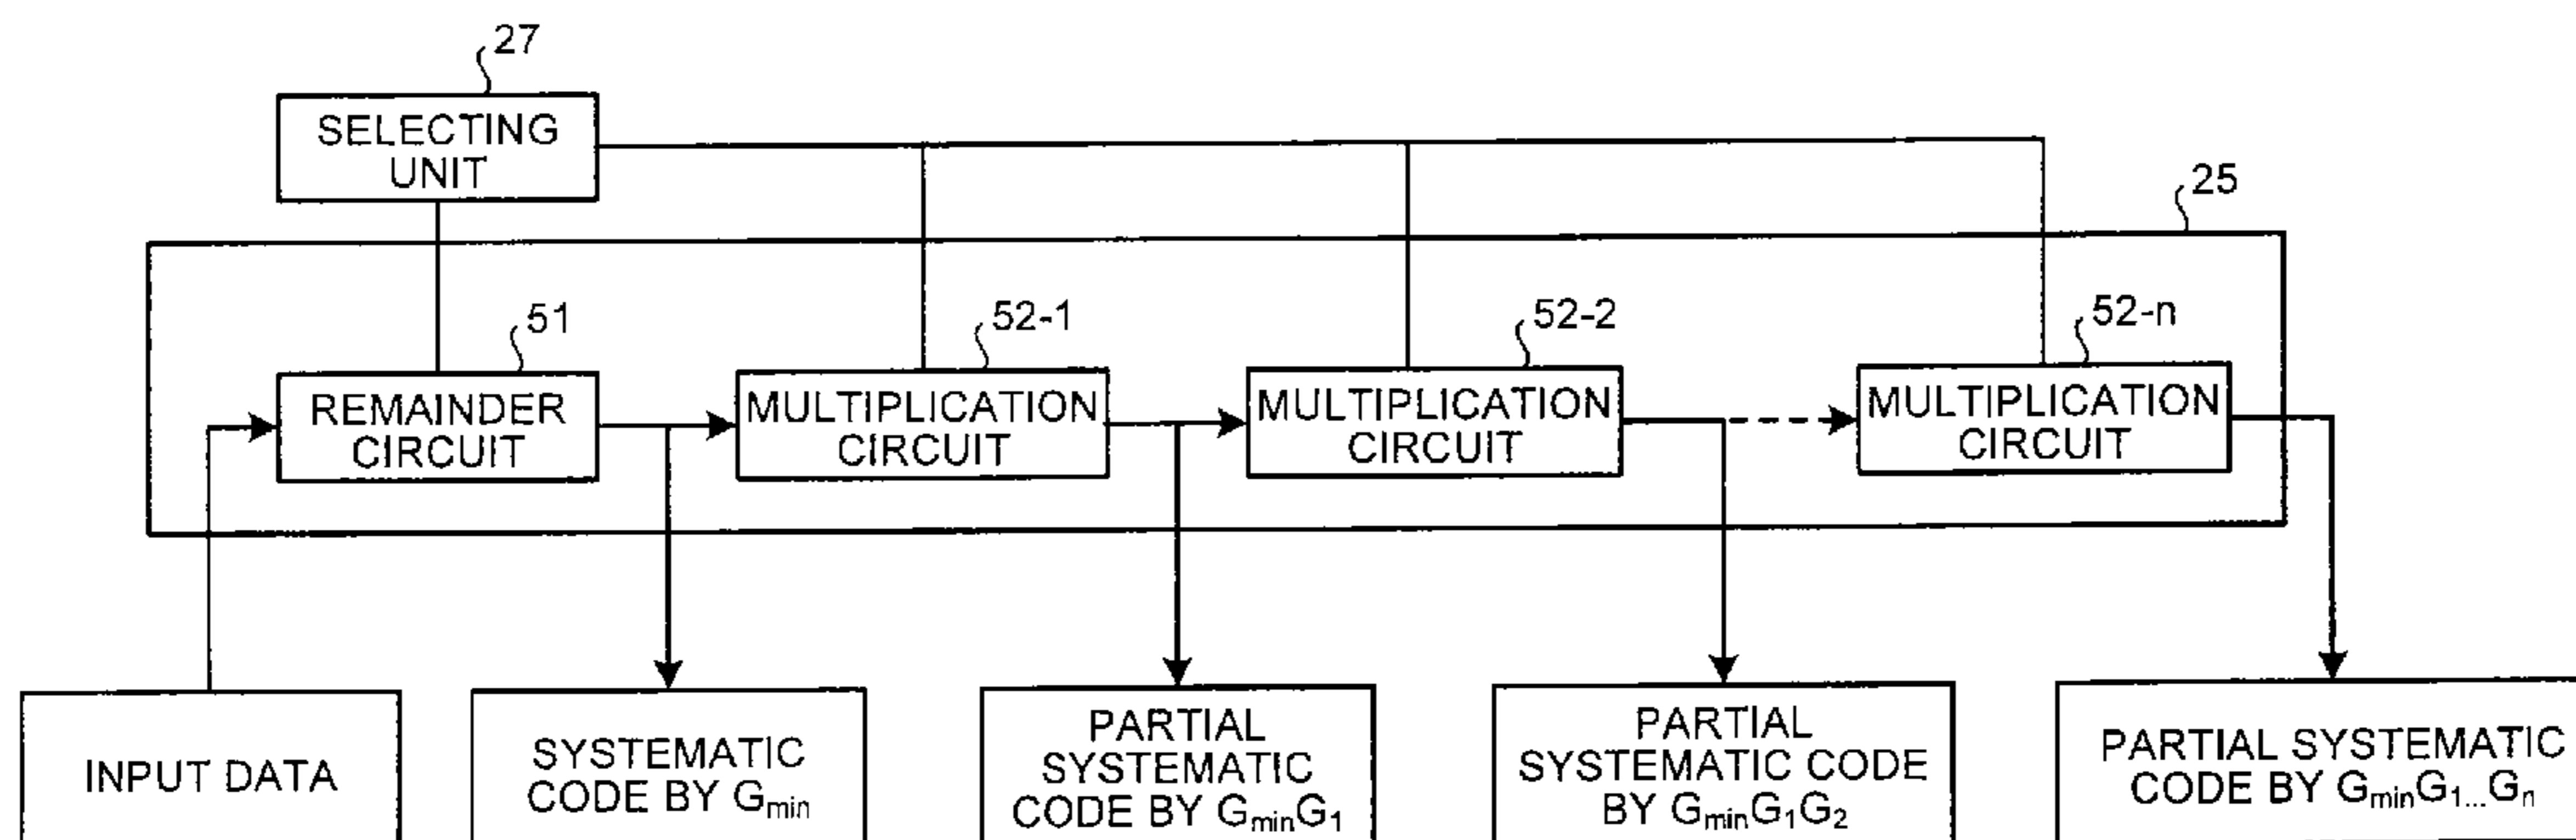 27
SELECTING
UNIT
25
51
52-1
52-2
52-n
REMAINDER
CIRCUIT
MULTIPLICATION
CIRCUIT
MULTIPLICATION
CIRCUIT
MULTIPLICATION
CIRCUIT
INPUT DATA
SYSTEMATIC
CODE BY Gmin
PARTIAL
SYSTEMATIC
CODE BY GminG1
PARTIAL
SYSTEMATIC CODE
BY GminG1G2
PARTIAL SYSTEMATIC
CODE BY GminG1...Gn